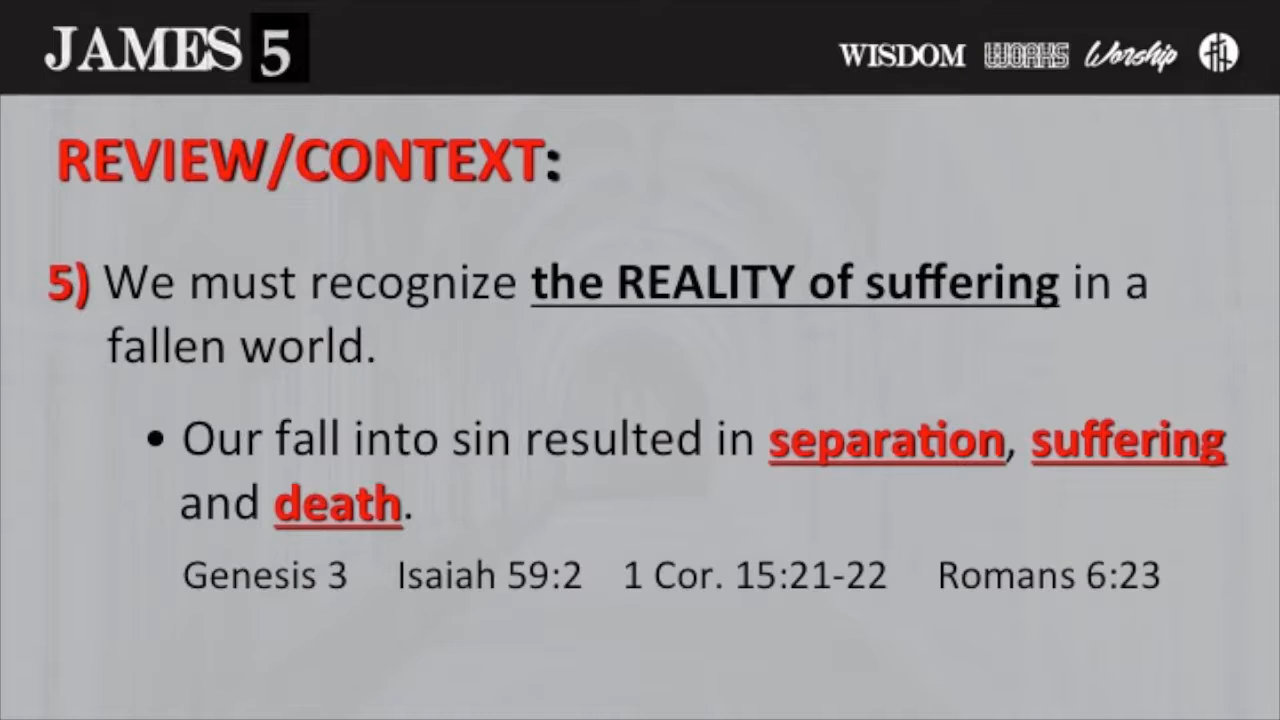 JAMES 5
WISDOM WORKS Worship
REVIEW/CONTEXT:
5) We must recognize the REALITY of suffering in a
fallen world.
• Our fall into sin resulted in separation, suffering
and death.
Genesis 3 Isaiah 59:2 1 Cor. 15:21-22 Romans 6:23